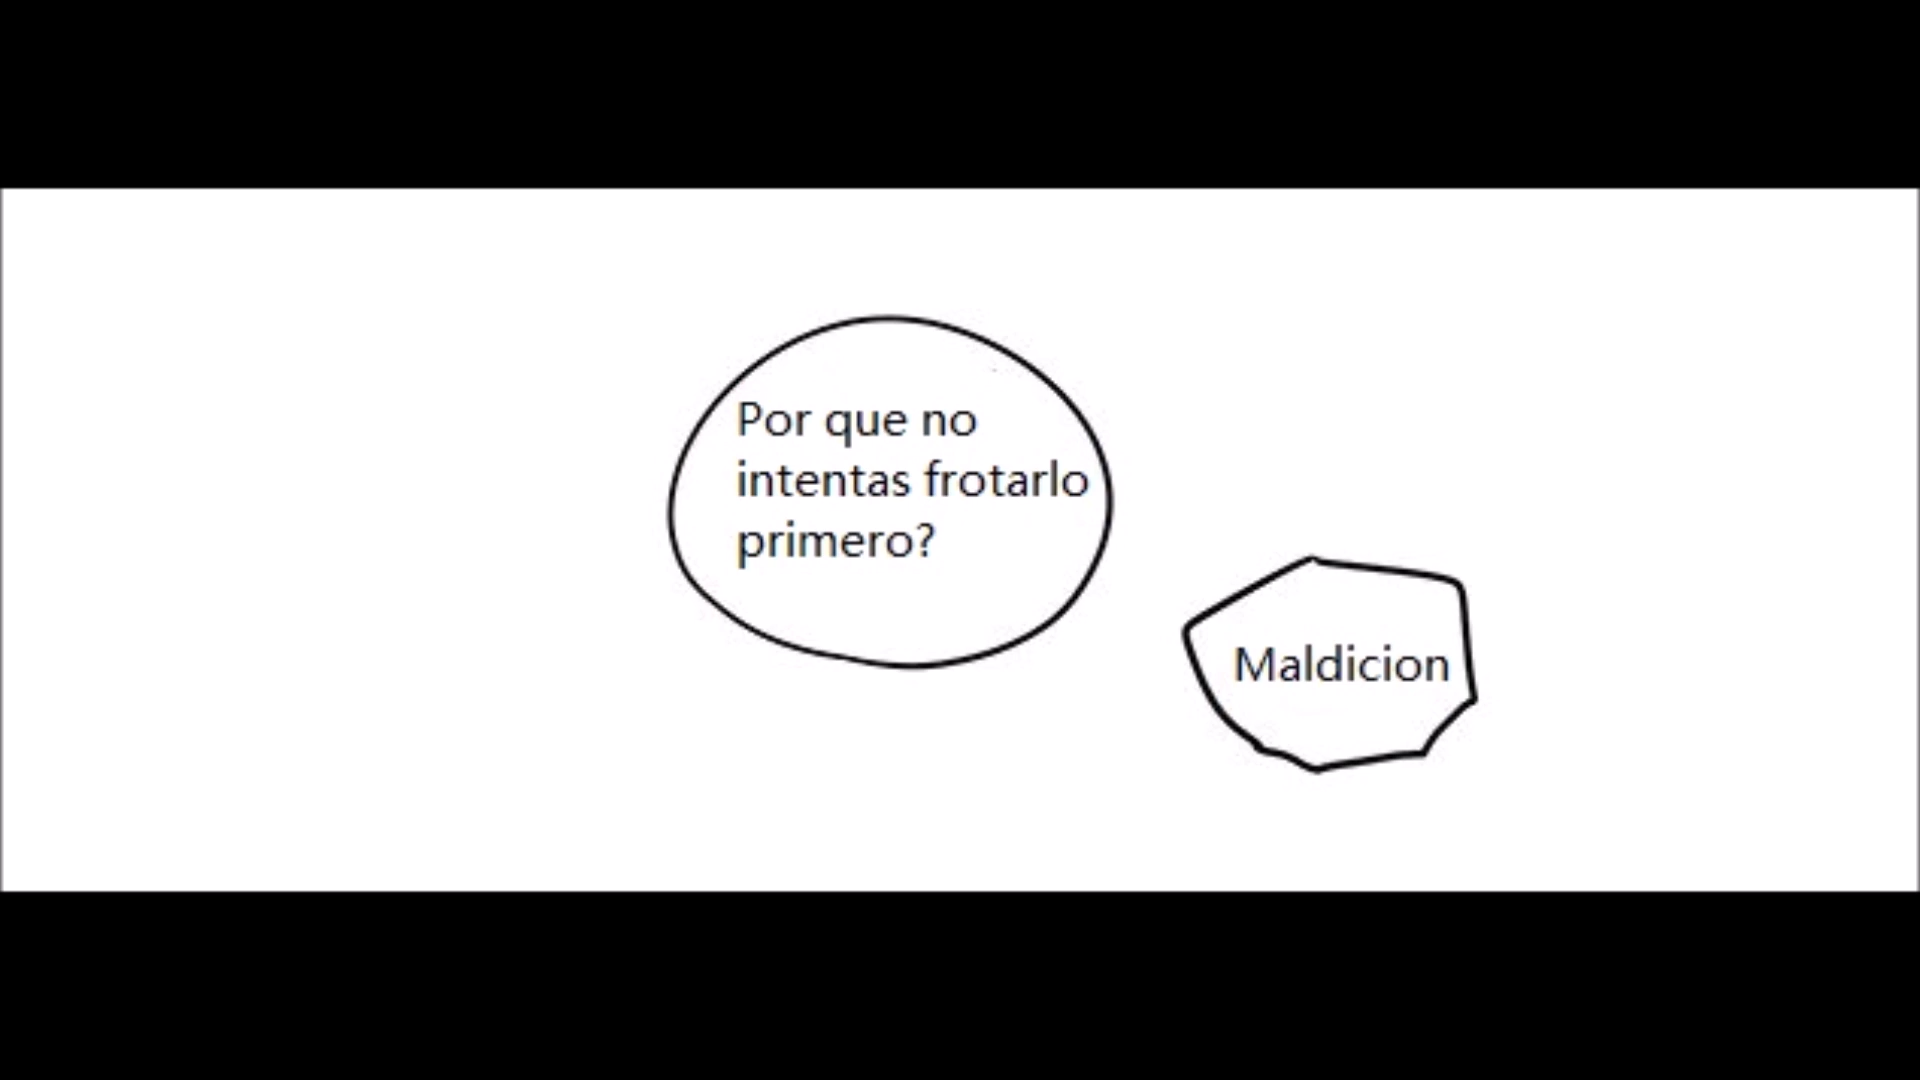 Por que no
intentas frotarlo
primero?
Maldicion